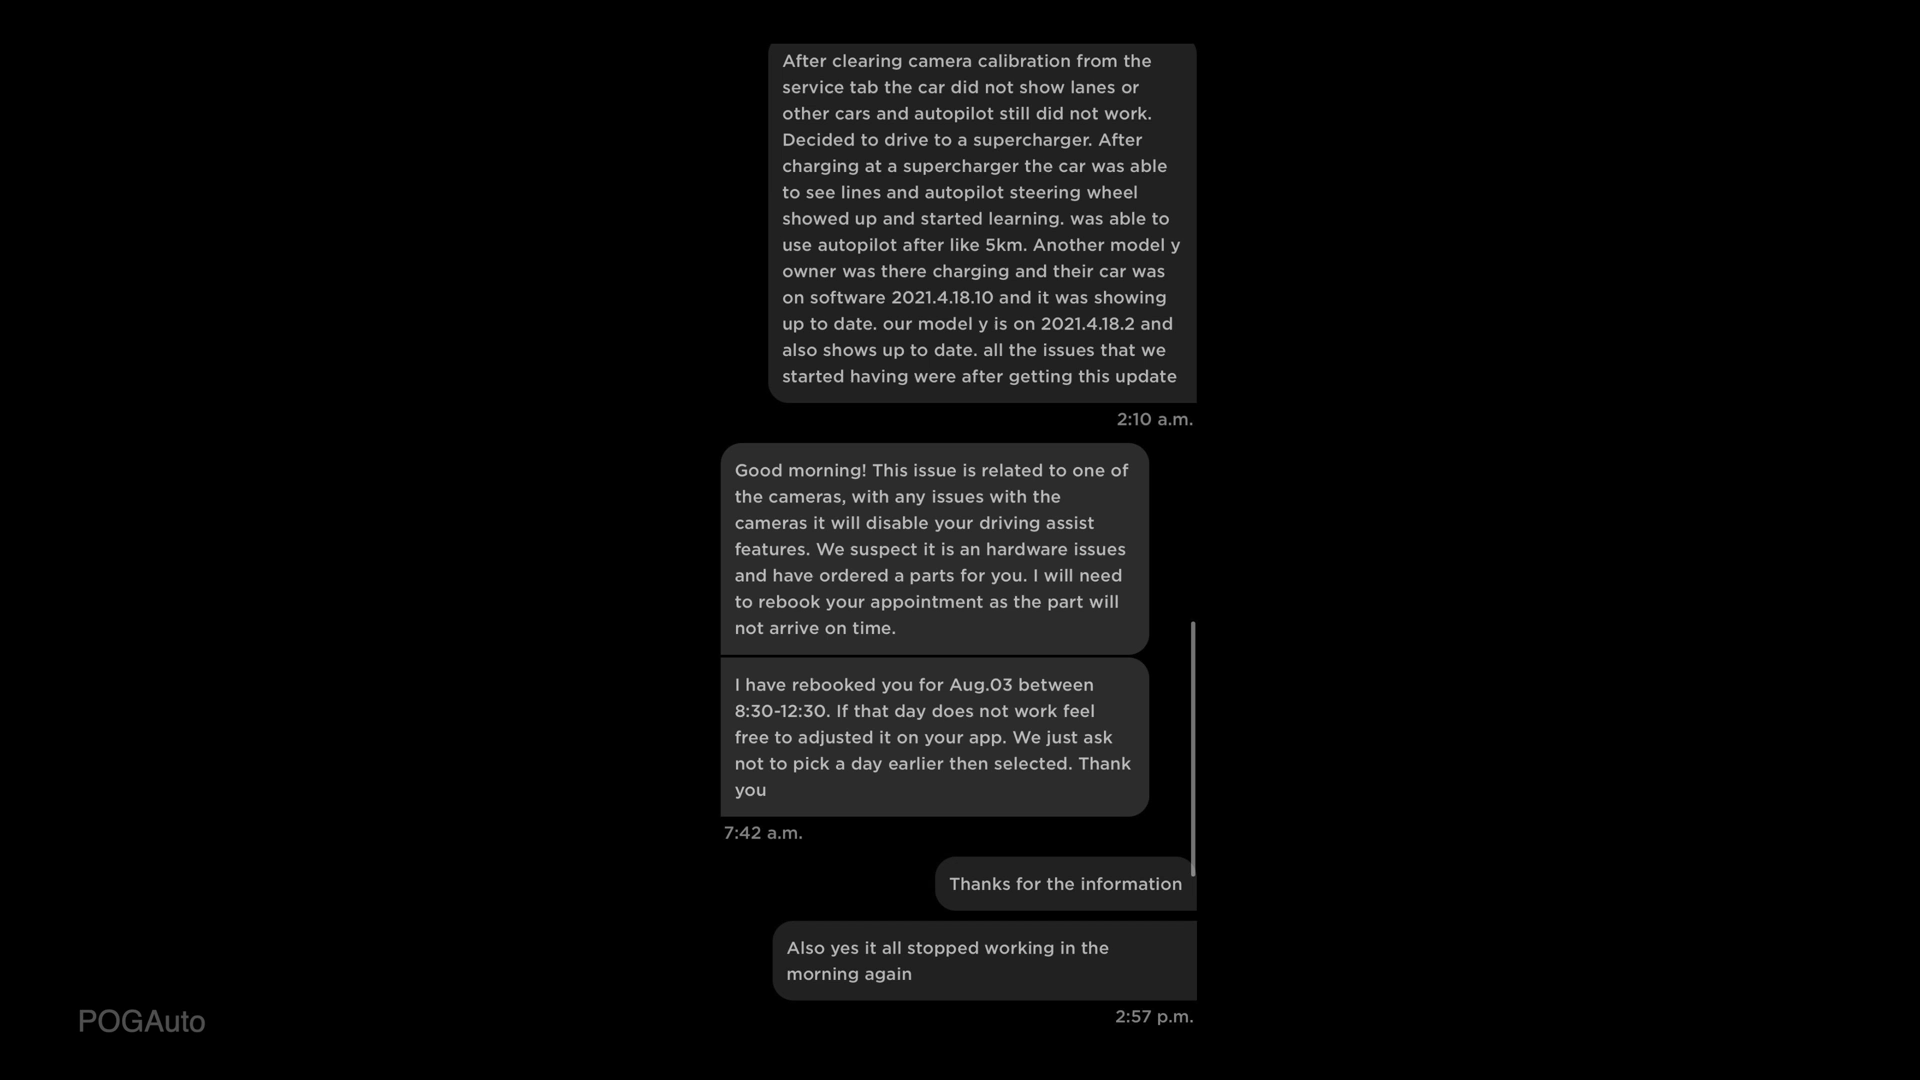 After clearing camera calibration from the
service tab the car did not show lanes or
other cars and autopilot still did not work.
Decided to drive to a supercharger. After
charging at a supercharger the car was able
to see lines and autopilot steering wheel
showed up and started learning. was able to
use autopilot after like 5km. Another model y
owner was there charging and their car was
on software 2021.4.18.10 and it was showing
up to date. our model y is on 2021.4.18.2 and
also shows up to date. all the issues that we
started having were after getting this update
2:10 a.m.
Good morning! This issue is related to one of
the cameras, with any issues with the
cameras it will disable your driving assist
features. We suspect it is an hardware issues
and have ordered a parts for you. I will need
to rebook your appointment as the part will
not arrive on time.
I have rebooked you for Aug.03 between
8:30-12:30. If that day does not work feel
free to adjusted it on your app. We just ask
not to pick a day earlier then selected. Thank
you
7:42 a.m.
Thanks for the information
Also yes it all stopped working in the
morning again
2:57 p.m.
POGAuto